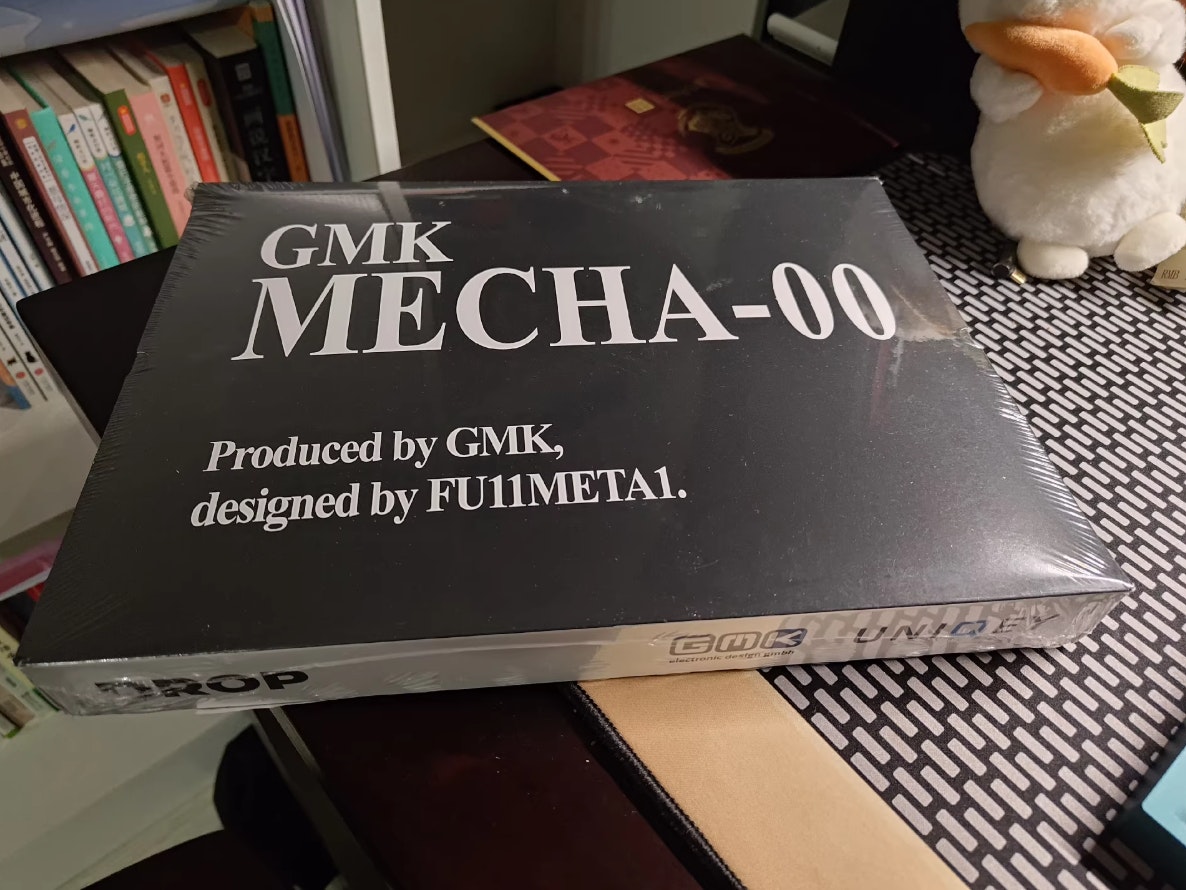 GMK
MECHA-00
Produced by GMK,
designed by FU11META1.
DROP
GMK
electronic design gmbh
UNIQEY